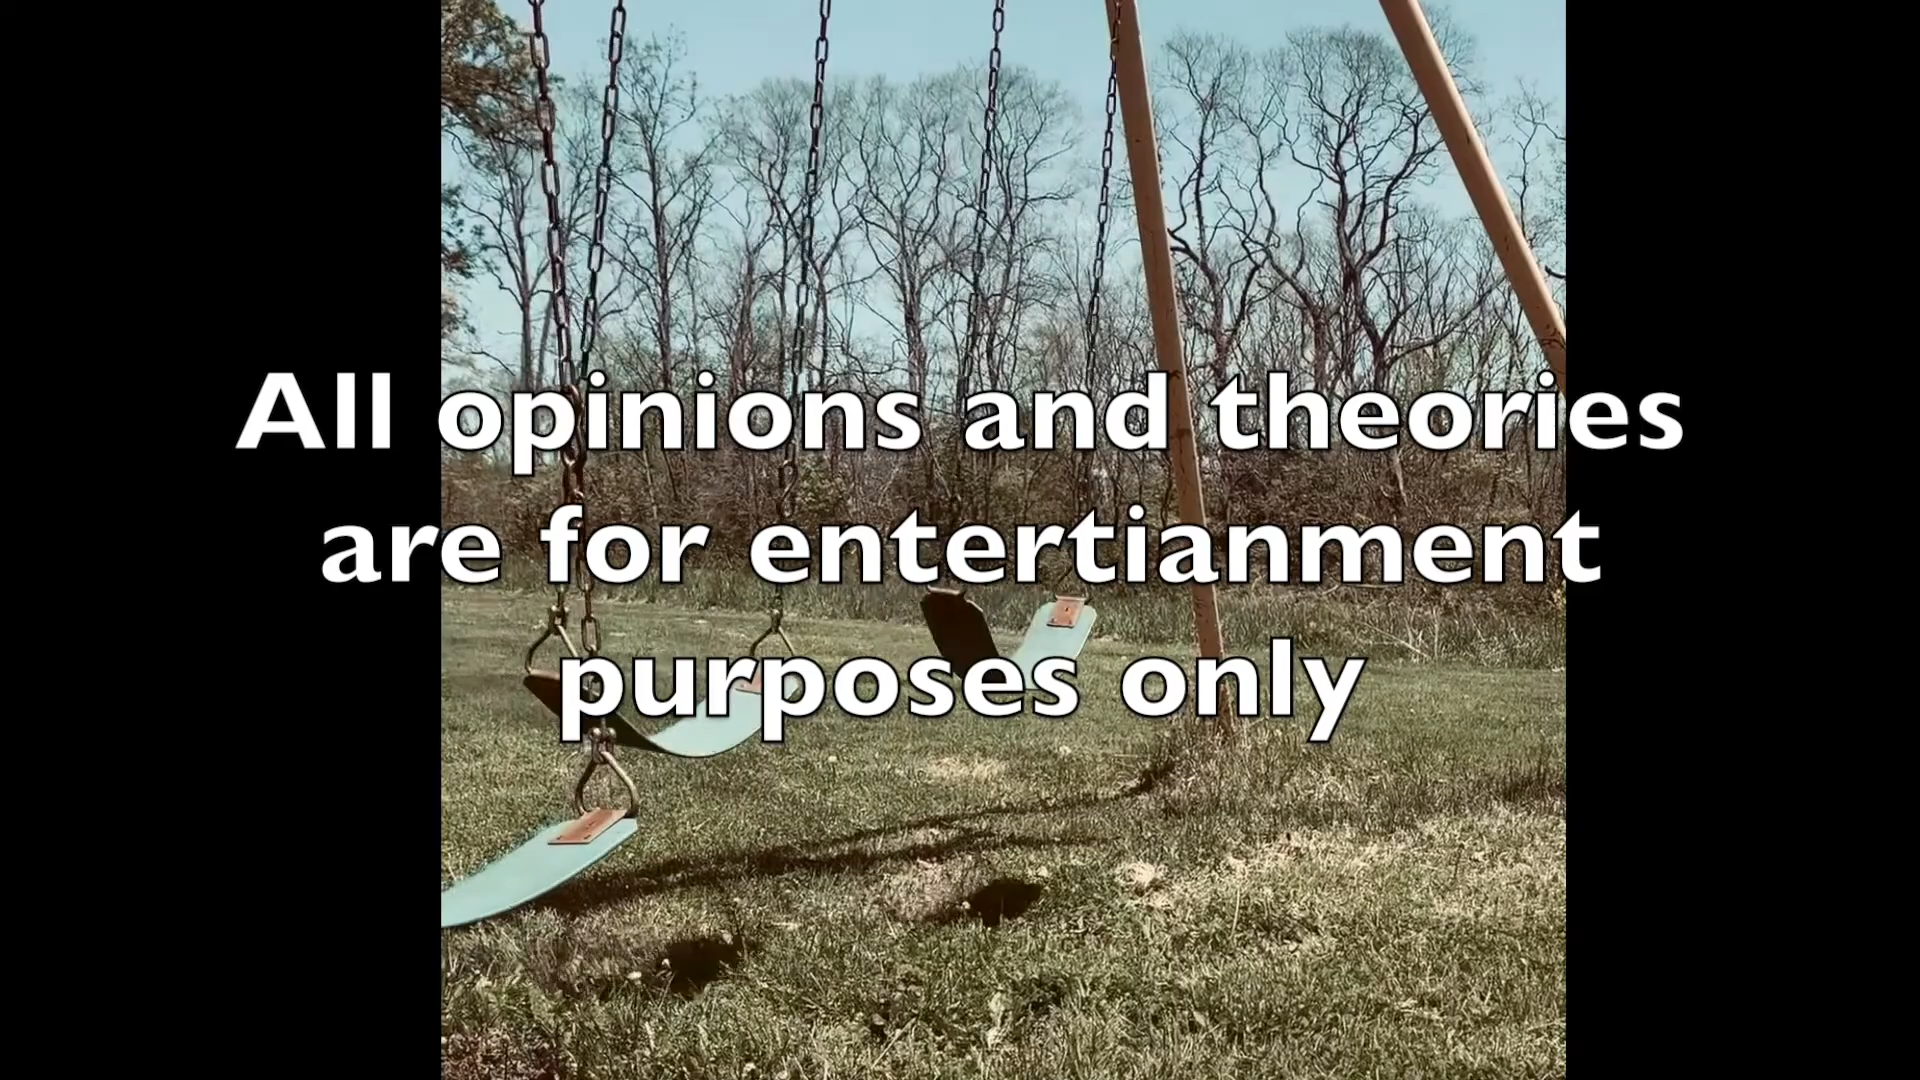 All opinions and theories
are for entertianment
purposes only